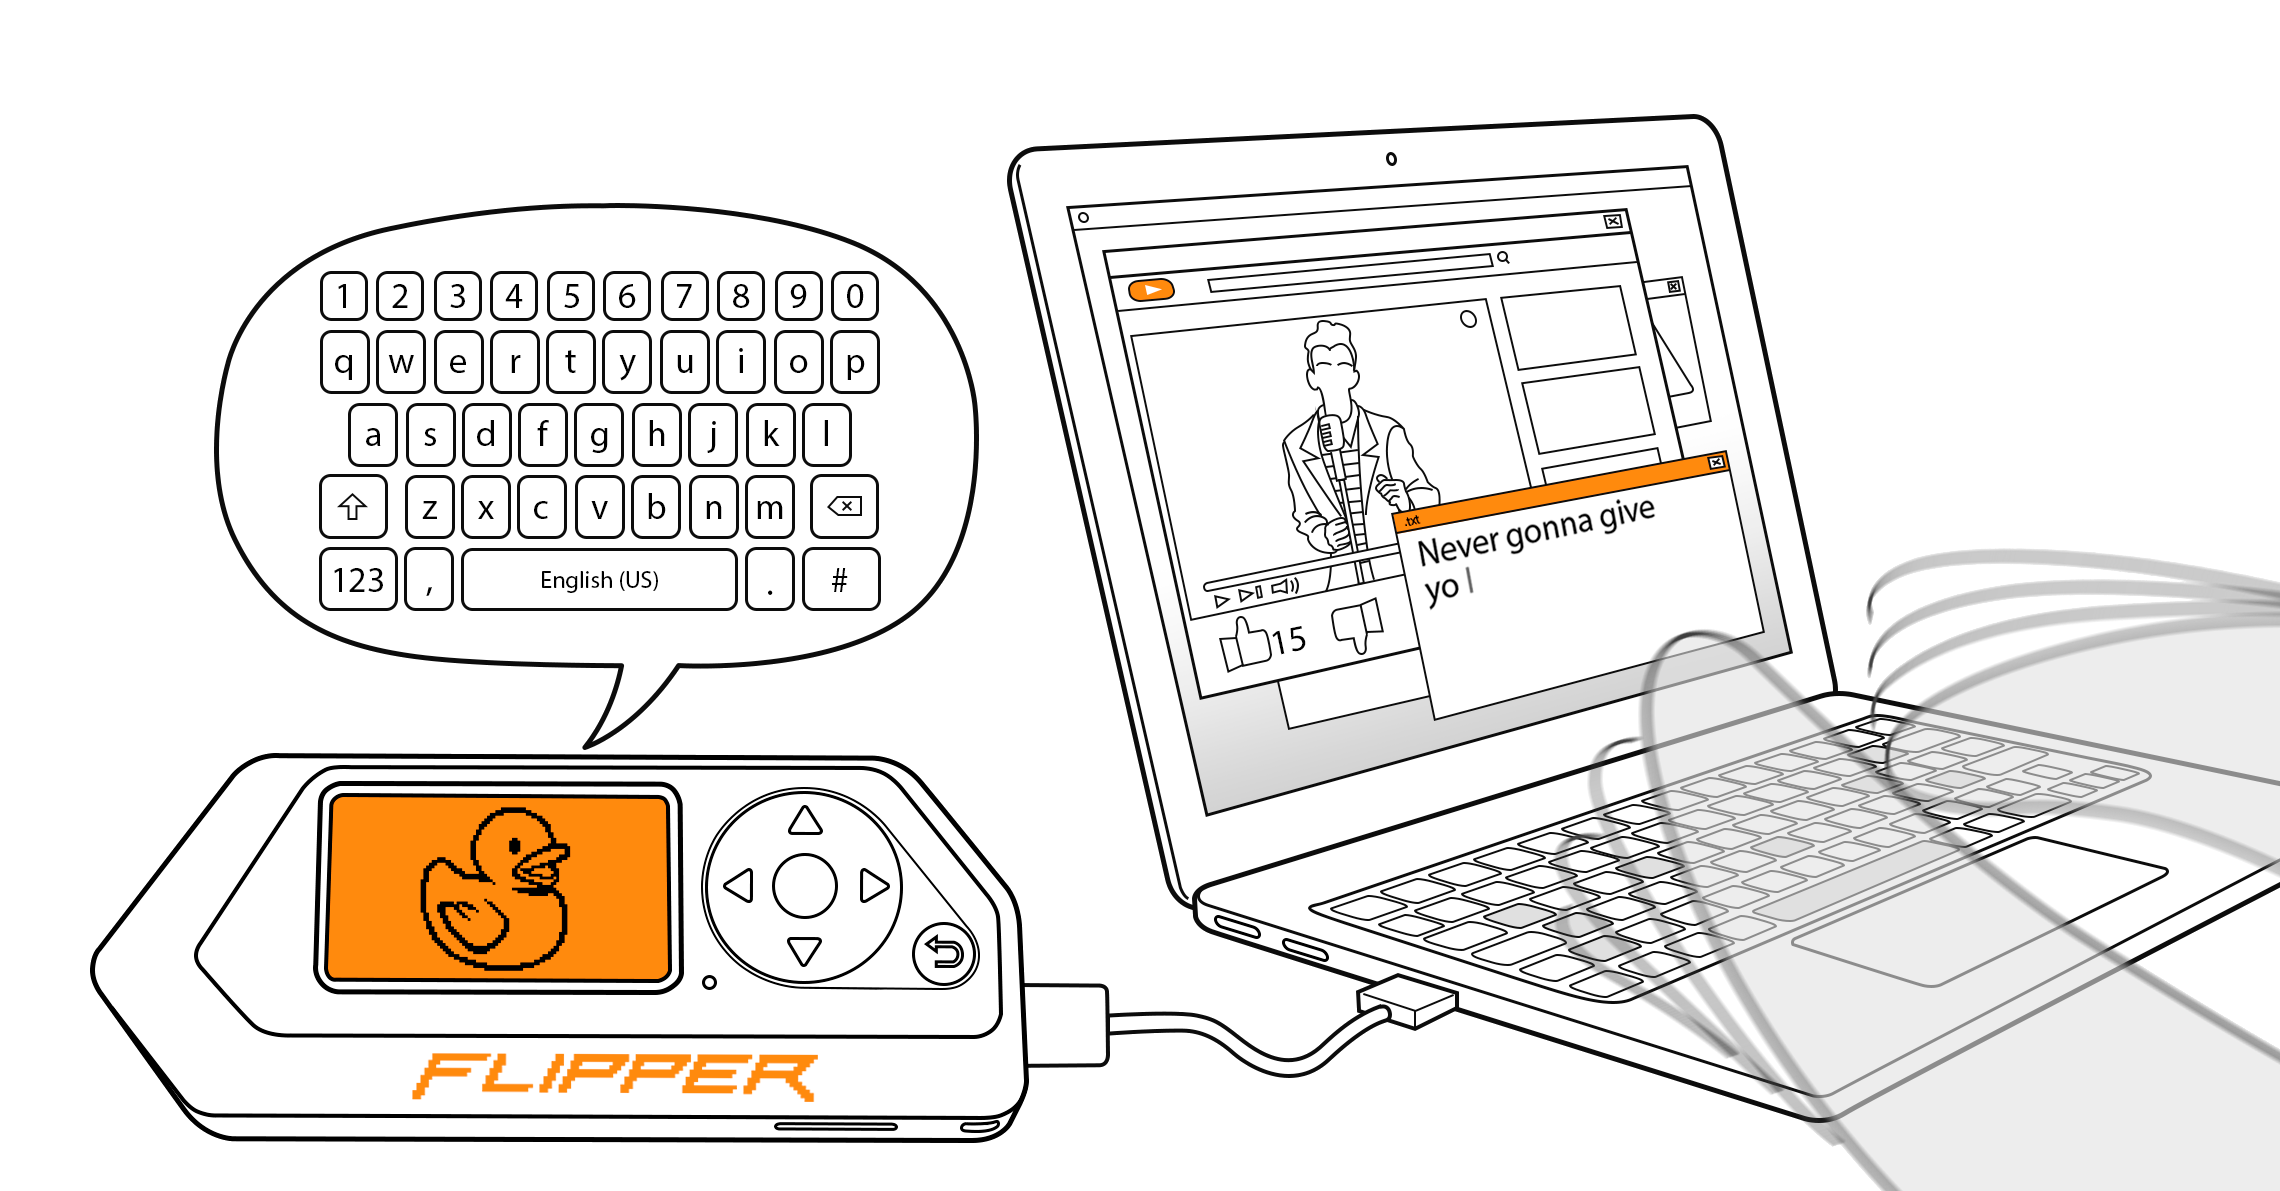 1 2 3 4 5 6 7 8 9 0
q w e r t y u i o p
a s d f g h j k l
z x c v b n m
123 , English (US) . #
FLIPPER
15
.txt
Never gonna give
yo